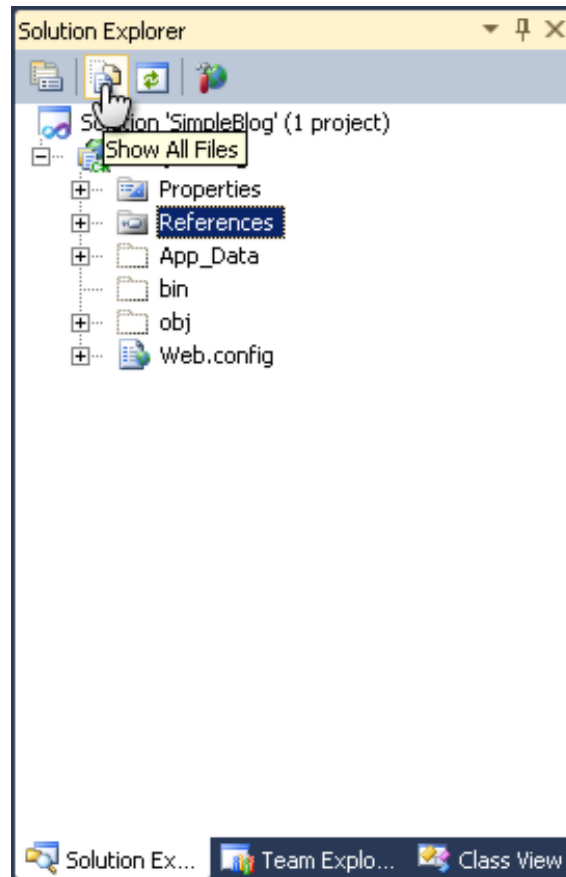 Solution Explorer
Solution 'SimpleBlog' (1 project)
Show All Files
Properties
References
App_Data
bin
obj
Web.config
Solution Ex... Team Explo... Class View